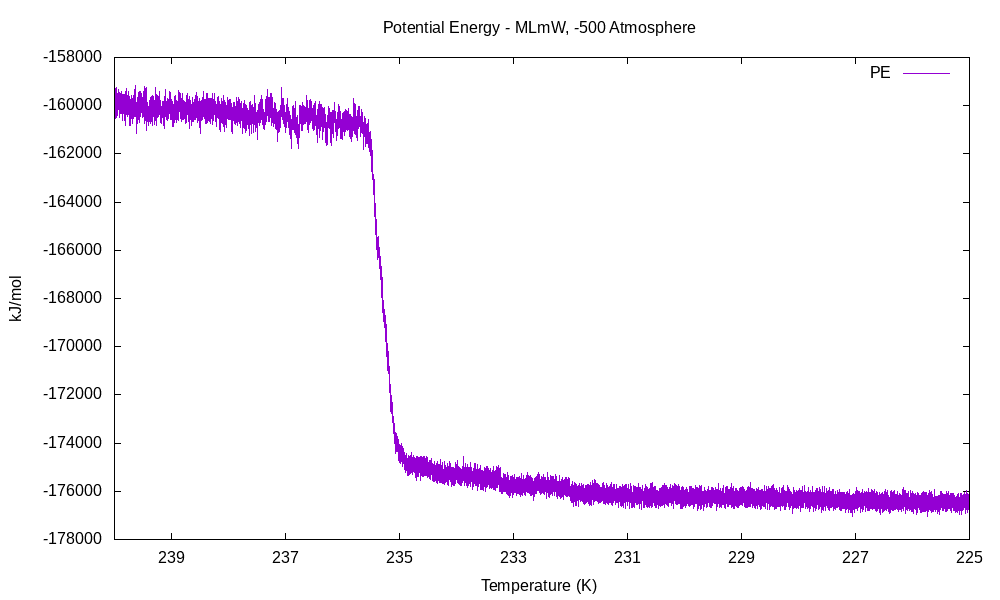 Potential Energy - MLmW, -500 Atmosphere
PE
kJ/mol
-158000
-160000
-162000
-164000
-166000
-168000
-170000
-172000
-174000
-176000
-178000
239 237 235 233 231 229 227 225
Temperature (K)